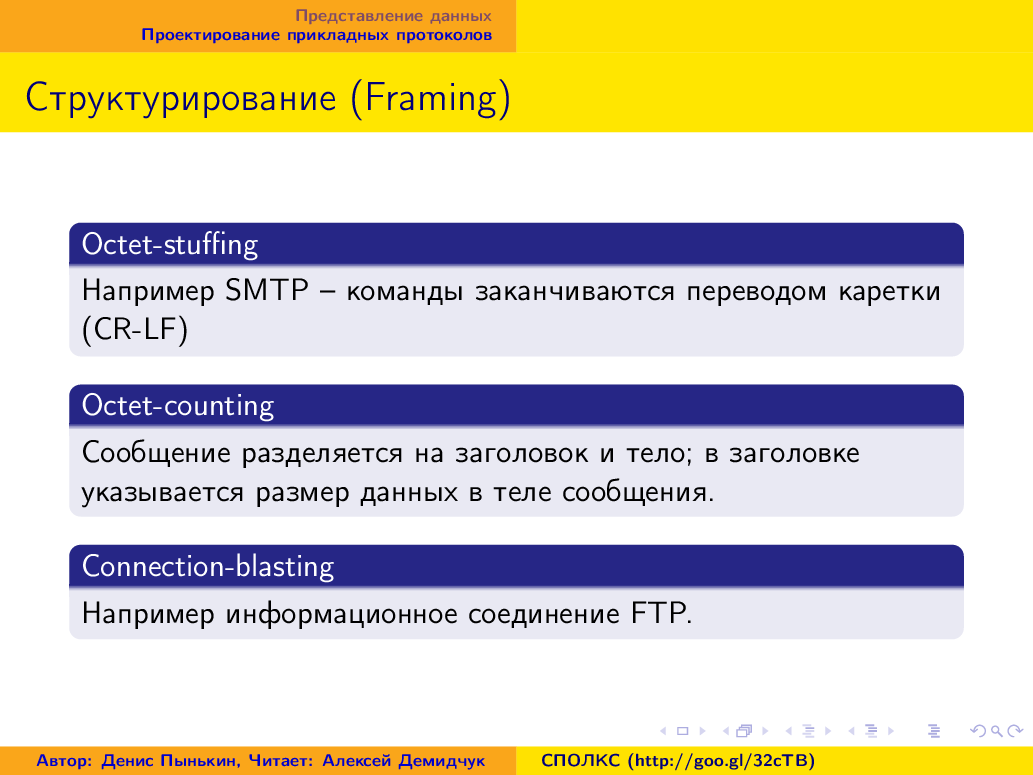 Представление данных
Проектирование прикладных протоколов
Структурирование (Framing)
Octet-stuffing
Например SMTP – команды заканчиваются переводом каретки
(CR-LF)
Octet-counting
Сообщение разделяется на заголовок и тело; в заголовке
указывается размер данных в теле сообщения.
Connection-blasting
Например информационное соединение FTP.
Автор: Денис Пынькин, Читает: Алексей Демидчук
СПОЛКС (http://goo.gl/32cTB)